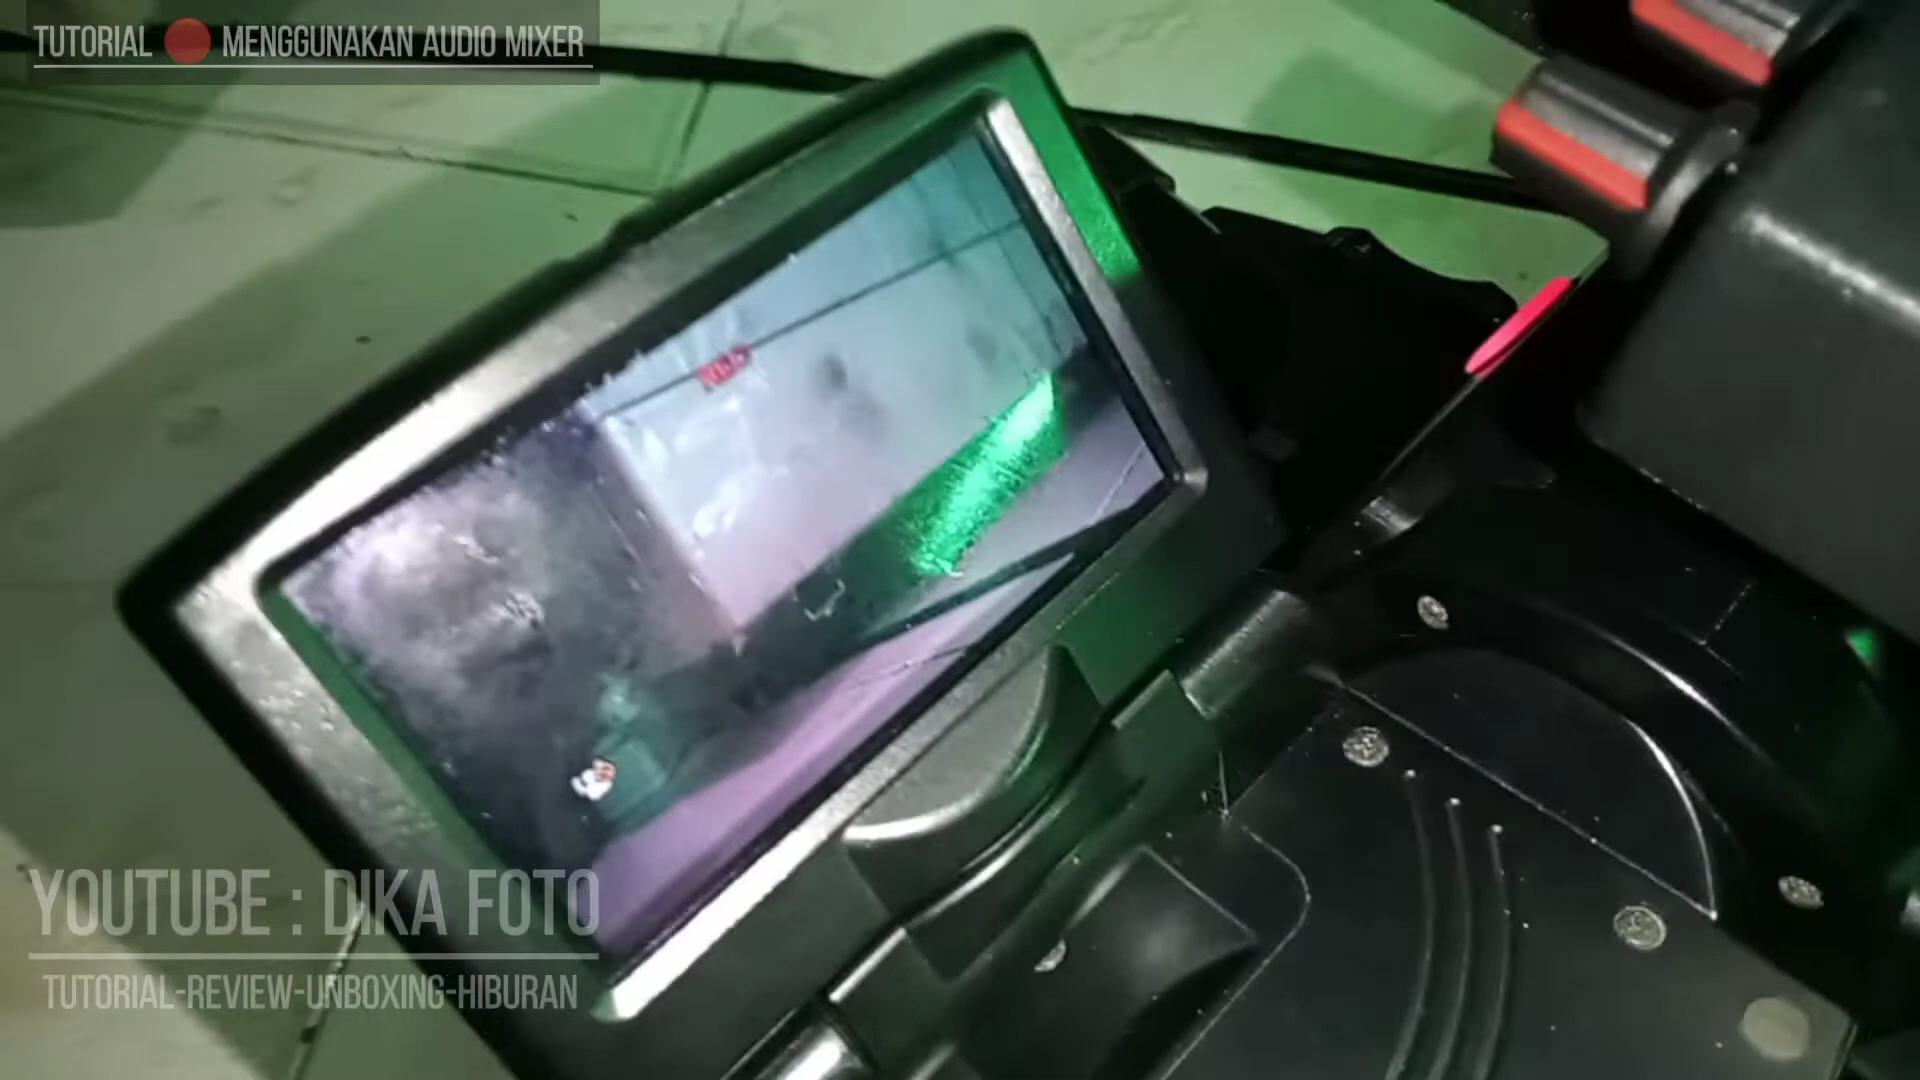 TUTORIAL 🔴 MENGGUNAKAN AUDIO MIXER
YOUTUBE : DIKA FOTO
TUTORIAL-REVIEW-UNBOXING-HIBURAN